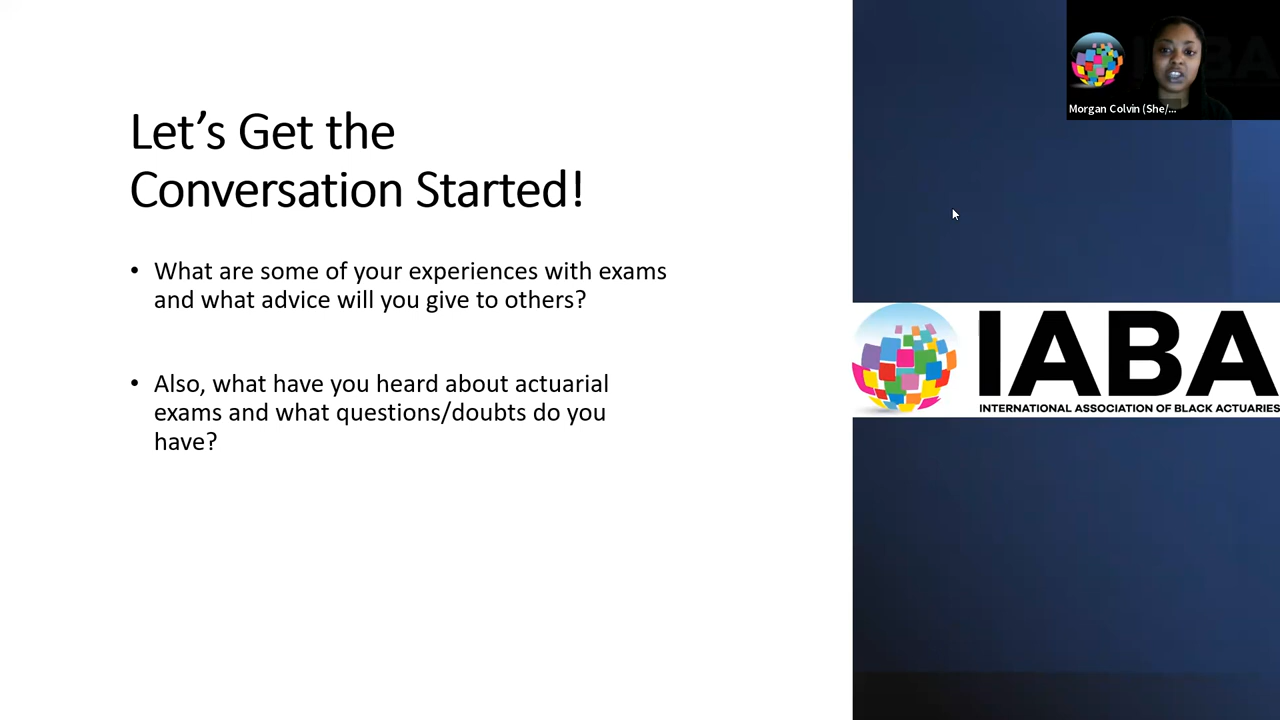 Let's Get the
Conversation Started!
• What are some of your experiences with exams
and what advice will you give to others?
• Also, what have you heard about actuarial
exams and what questions/doubts do you
have?
Morgan Colvin (She/...
IABA
INTERNATIONAL ASSOCIATION OF BLACK ACTUARIES